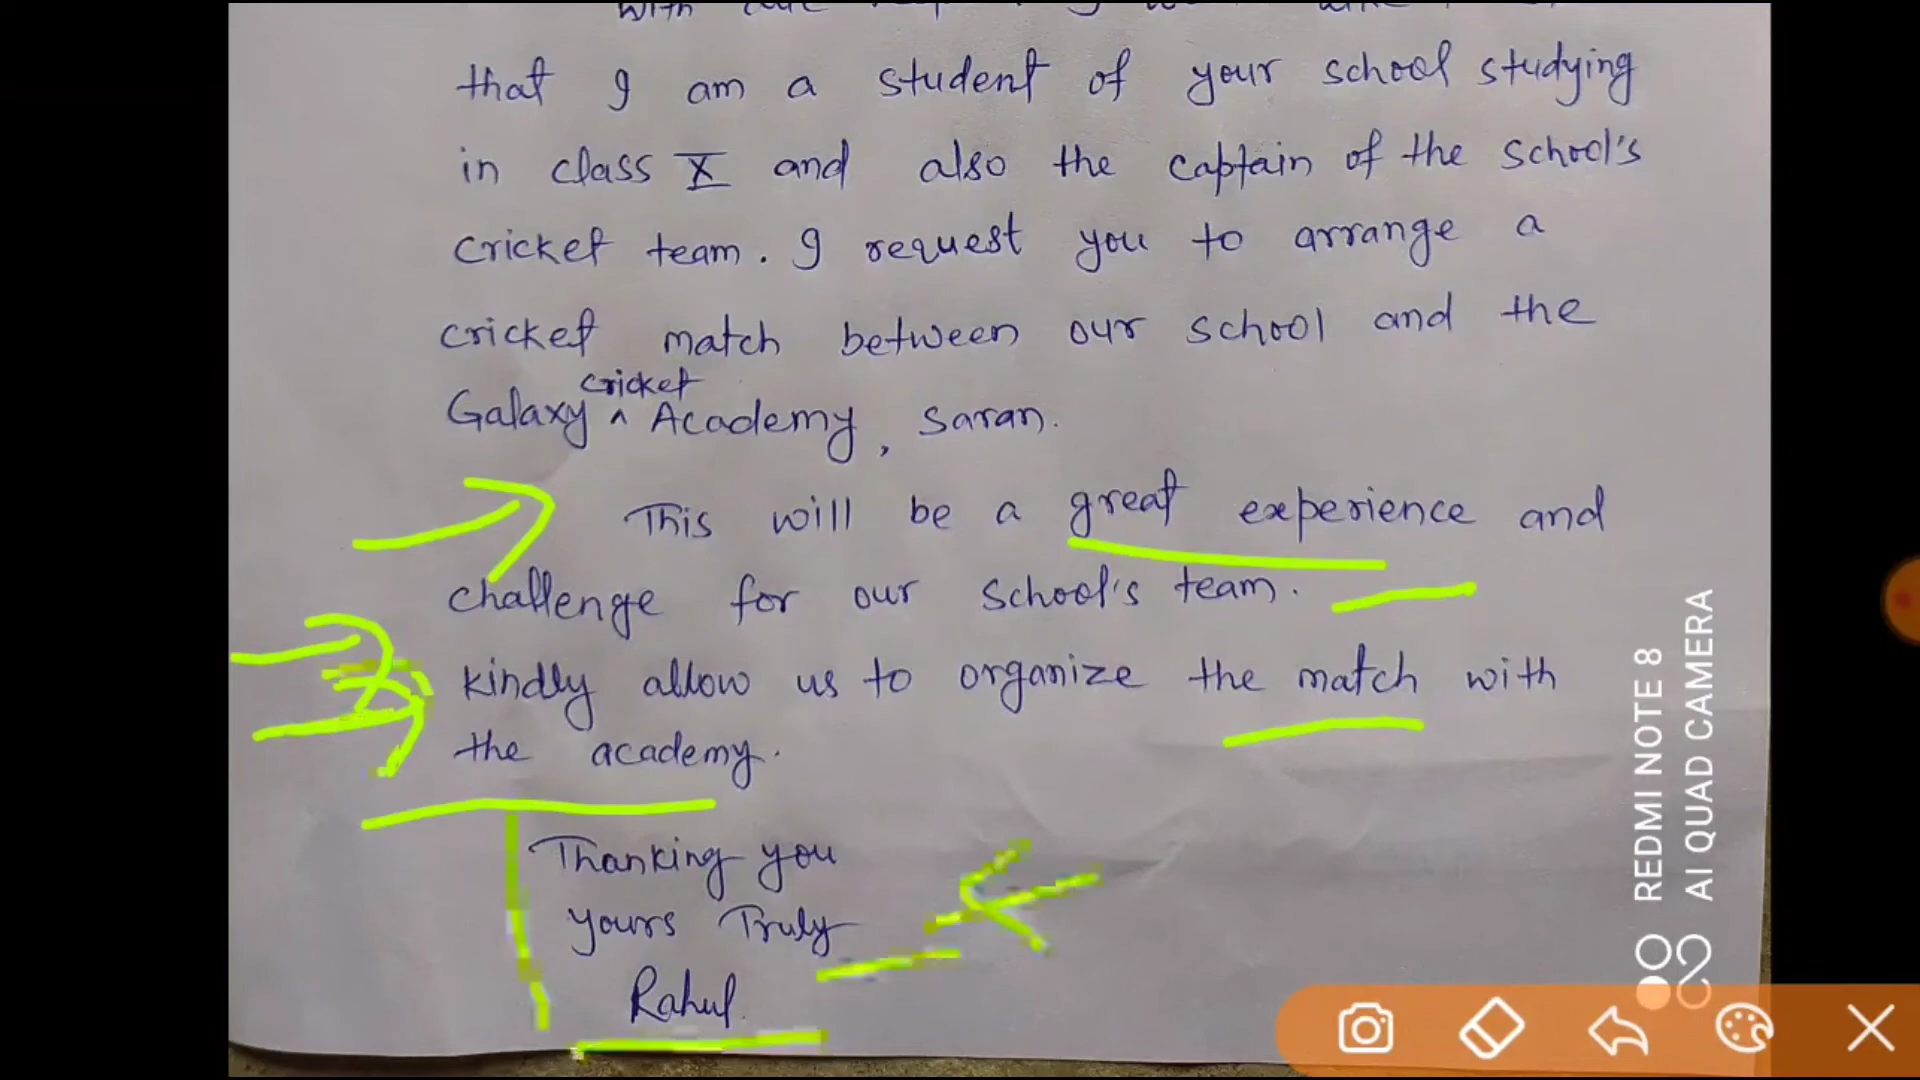 with
that I am a student of your school studying
in class X and also the captain of the school's
cricket team. I request you to arrange a
cricket match between our school and the
Galaxy ^ cricket Academy, Saran.
This will be a great experience and
challenge for our school's team.
kindly allow us to organize the match with
the academy.
Thanking you
yours Truly
Rahul.
REDMI NOTE 8
AI QUAD CAMERA